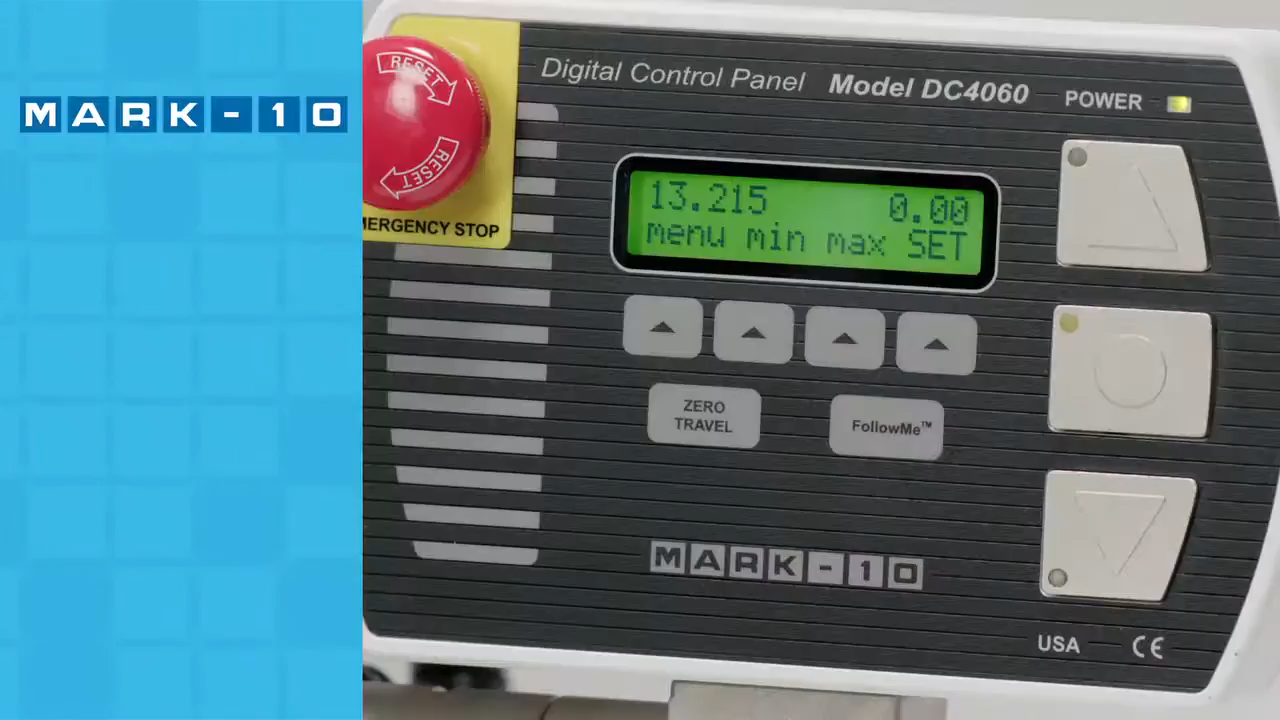 MARK-10
RESET
RESET
MERGENCY STOP
Digital Control Panel Model DC4060
POWER
13.215 0.00
menu min max SET
ZERO
TRAVEL
FollowMe™
MARK-10
USA CE